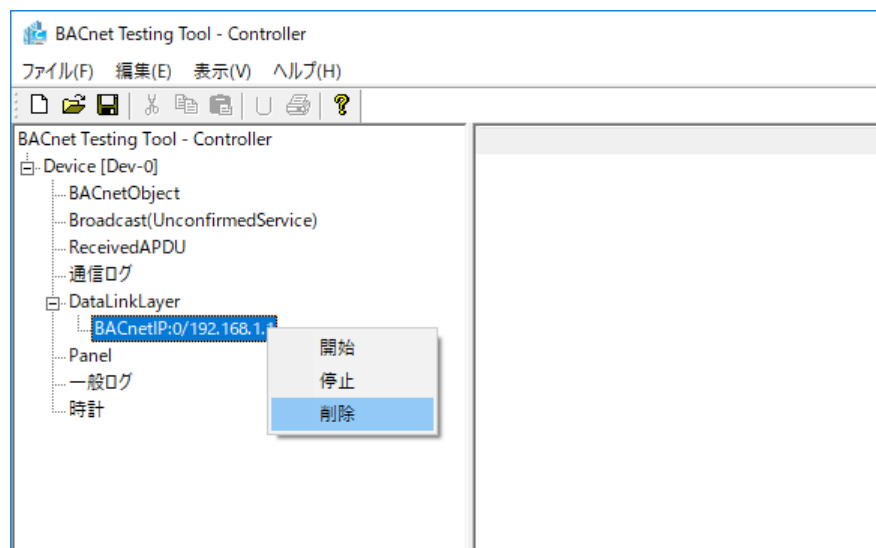 BACnet Testing Tool - Controller
ファイル(F) 編集(E) 表示(V) ヘルプ(H)
BACnet Testing Tool - Controller
Device [Dev-0]
BACnetObject
Broadcast(UnconfirmedService)
ReceivedAPDU
通信ログ
DataLinkLayer
BACnetIP:0/192.168.1.
開始
Panel
停止
一般ログ
削除
時計